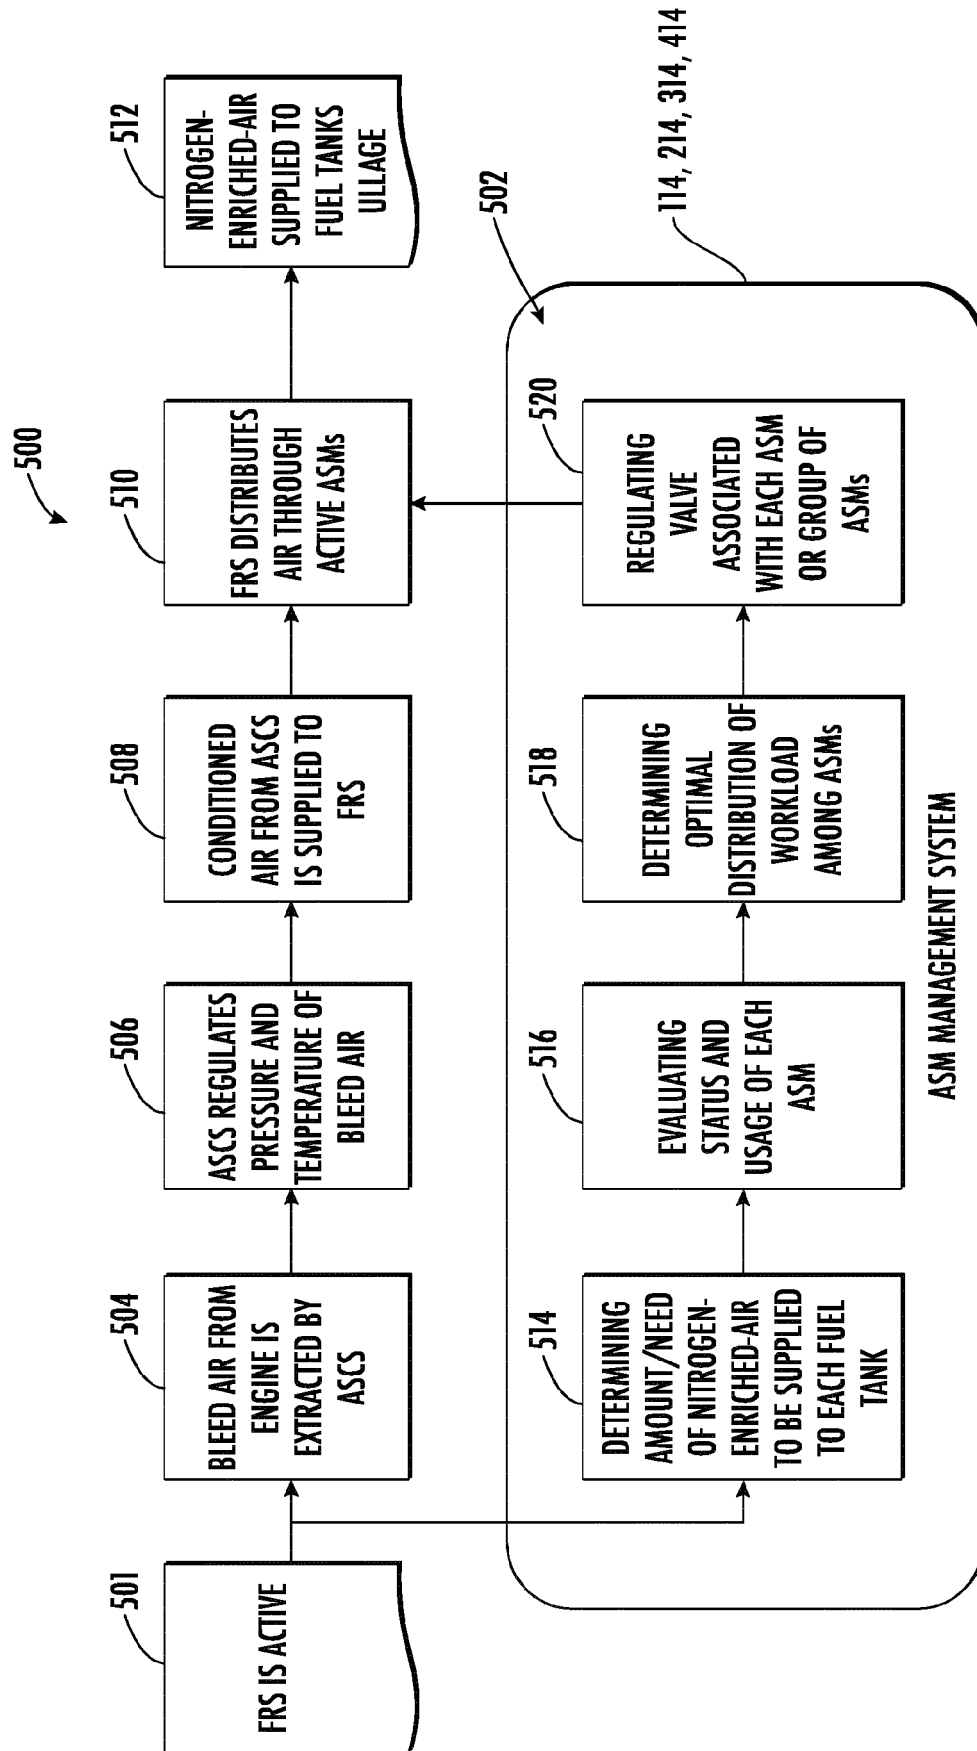 500
501
FRS IS ACTIVE
504
BLEED AIR FROM
ENGINE IS
EXTRACTED BY
ASCS
506
ASCS REGULATES
PRESSURE AND
TEMPERATURE OF
BLEED AIR
508
CONDITIONED
AIR FROM ASCS
IS SUPPLIED TO
FRS
510
FRS DISTRIBUTES
AIR THROUGH
ACTIVE ASMs
512
NITROGEN-
ENRICHED-AIR
SUPPLIED TO
FUEL TANKS
ULLAGE
502
514
DETERMINING
AMOUNT/NEED
OF NITROGEN-
ENRICHED-AIR
TO BE SUPPLIED
TO EACH FUEL
TANK
516
EVALUATING
STATUS AND
USAGE OF EACH
ASM
518
DETERMINING
OPTIMAL
DISTRIBUTION OF
WORKLOAD
AMONG ASMs
520
REGULATING
VALVE
ASSOCIATED
WITH EACH ASM
OR GROUP OF
ASMs
114, 214, 314, 414
ASM MANAGEMENT SYSTEM